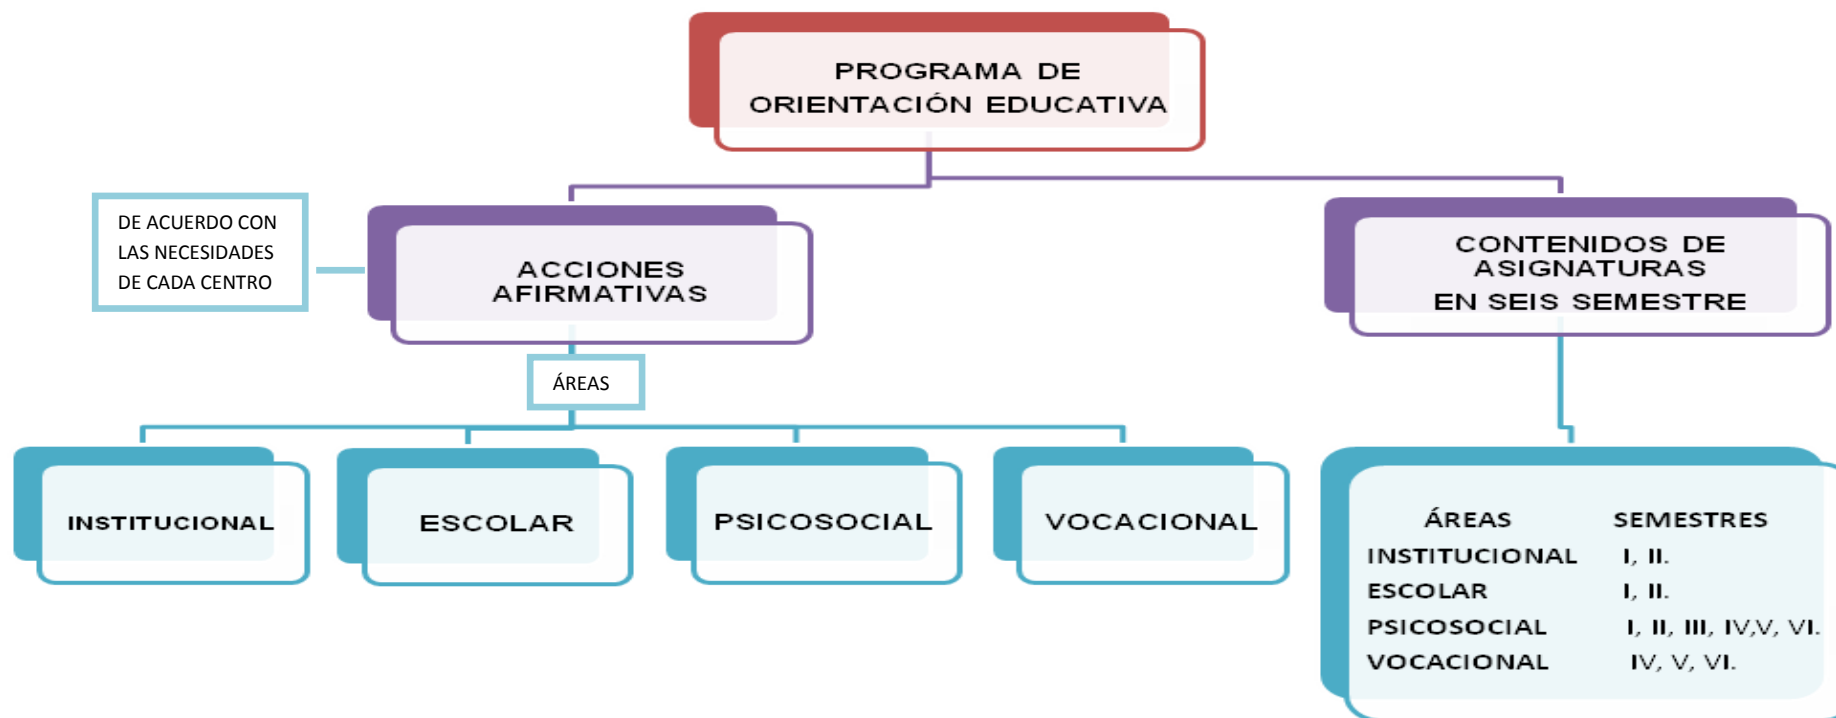 PROGRAMA DE
ORIENTACIÓN EDUCATIVA
DE ACUERDO CON
LAS NECESIDADES
DE CADA CENTRO
ACCIONES
AFIRMATIVAS
CONTENIDOS DE
ASIGNATURAS
EN SEIS SEMESTRE
ÁREAS
INSTITUCIONAL
ESCOLAR
PSICOSOCIAL
VOCACIONAL
ÁREAS SEMESTRES
INSTITUCIONAL I, II.
ESCOLAR I, II.
PSICOSOCIAL I, II, III, IV,V, VI.
VOCACIONAL IV, V, VI.